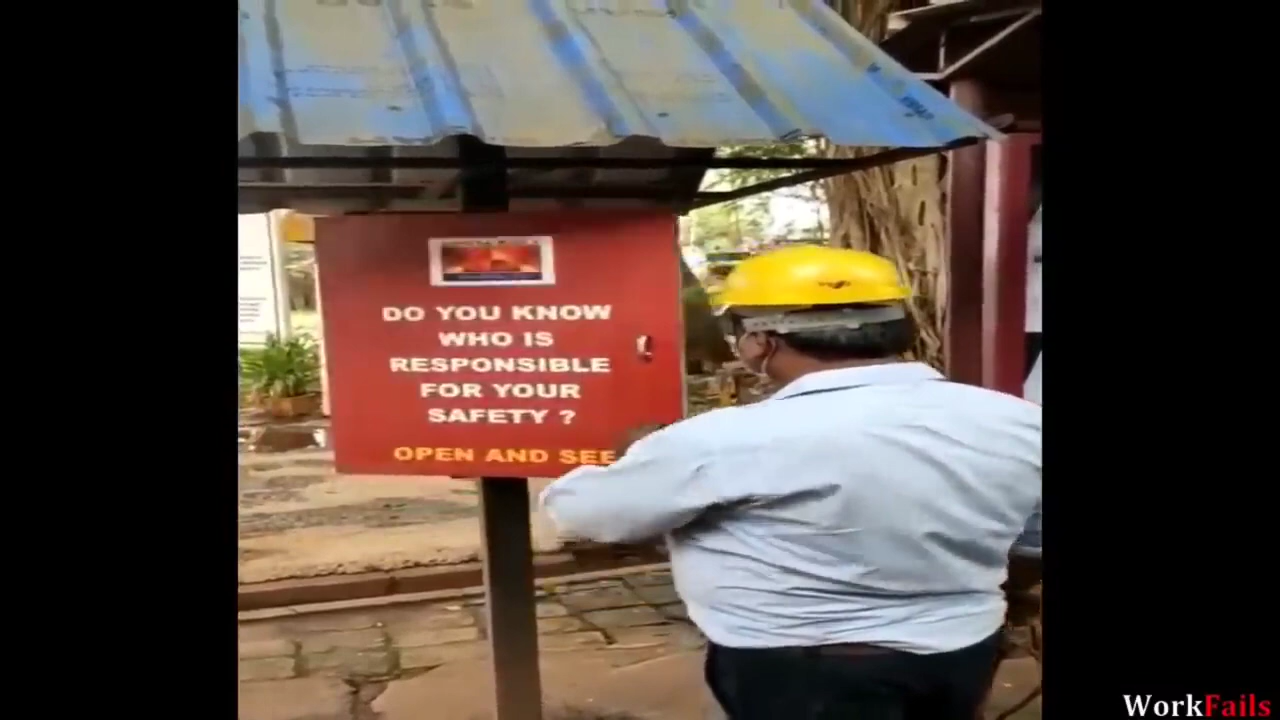 DO YOU KNOW
WHO IS
RESPONSIBLE
FOR YOUR
SAFETY ?
OPEN AND SEE
WorkFails